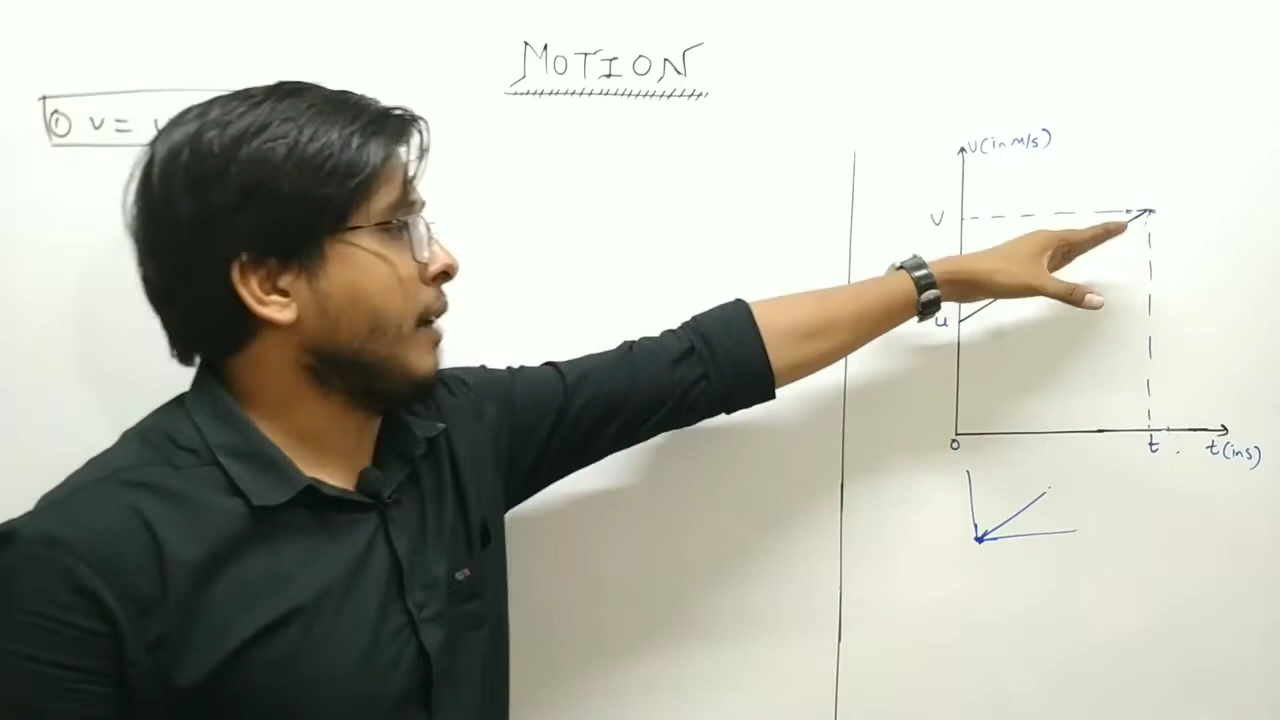 MOTION
① v =
v(in m/s)
v
u
0
t
t(in s)